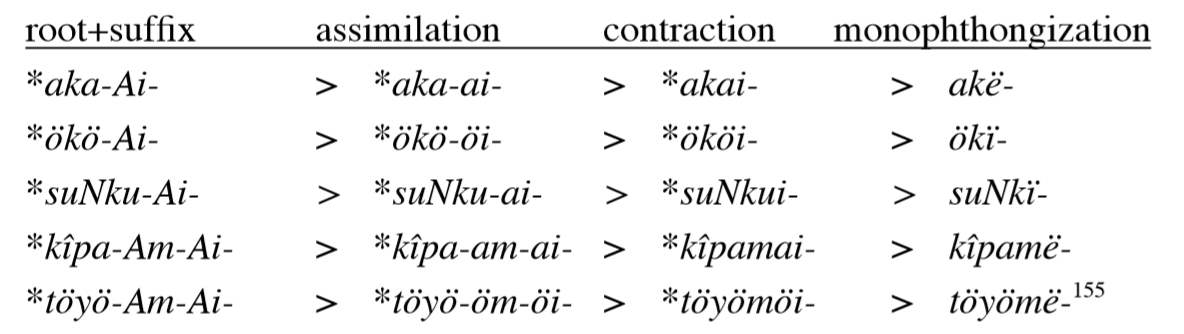 root+suffix assimilation contraction monophthongization
*aka-Ai- > *aka-ai- > *akai- > akë-
*ökö-Ai- > *ökö-öi- > *ököi- > ökï-
*suNku-Ai- > *suNku-ai- > *suNkui- > suNkï-
*kîpa-Am-Ai- > *kîpa-am-ai- > *kîpamai- > kîpamë-
*töyö-Am-Ai- > *töyö-öm-öi- > *töyömöi- > töyömë-155